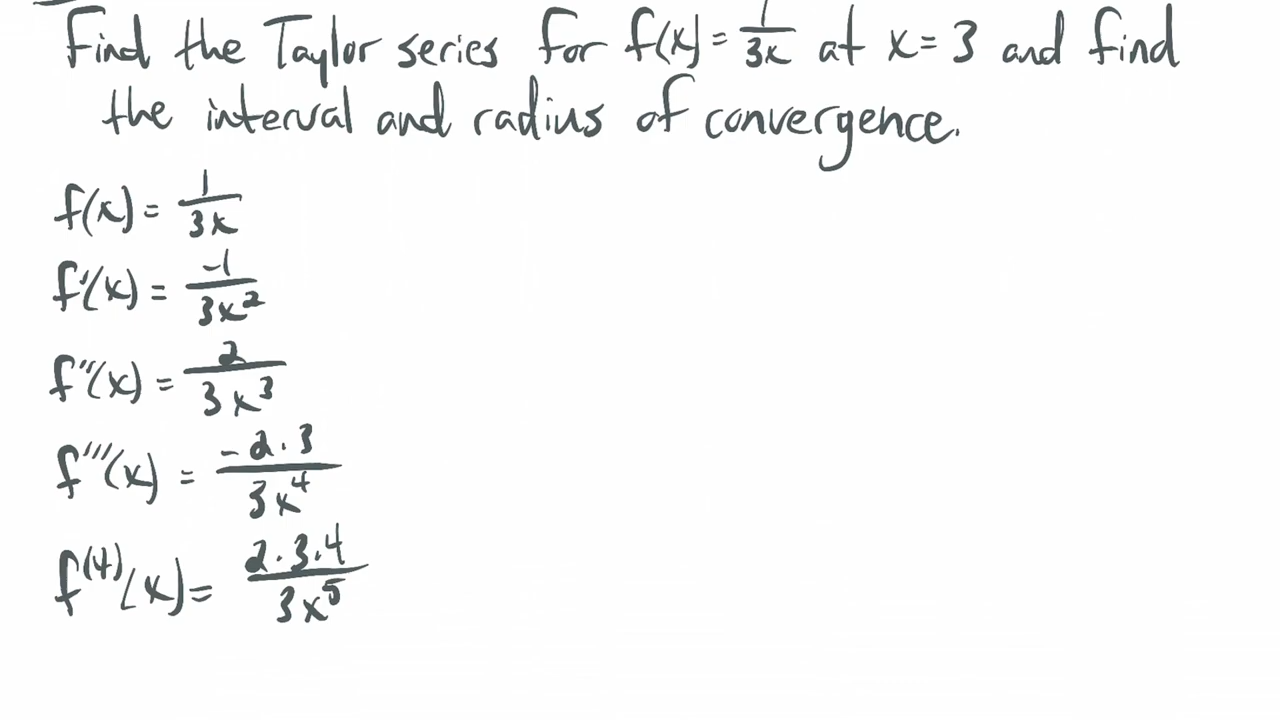 Find the Taylor series for f(x) = 1/3x at x = 3 and find
the interval and radius of convergence.
f(x) = 1/3x
f'(x) = -1/3x²
f''(x) = 2/3x³
f'''(x) = -2·3/3x⁴
f⁽⁴⁾(x) = 2·3·4/3x⁵